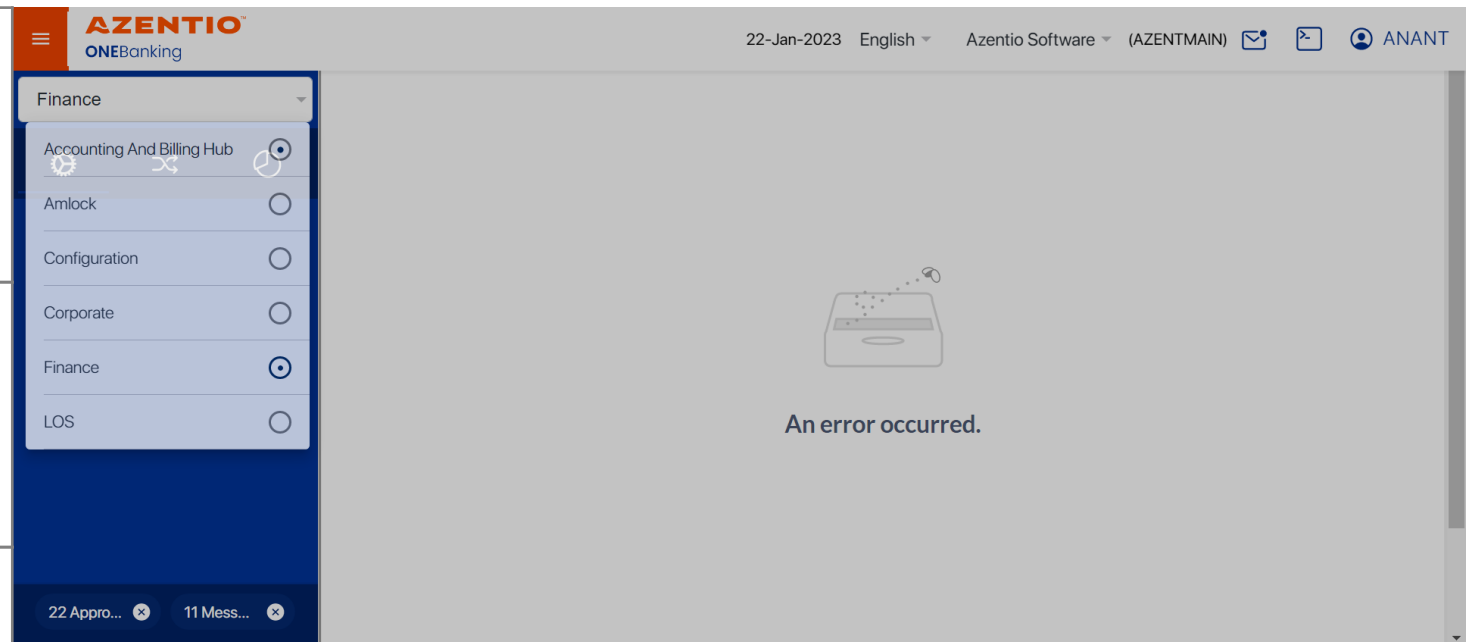 AZENTIO™
ONEBanking
22-Jan-2023 English Azentio Software (AZENTMAIN) ANANT
Finance
Accounting And Billing Hub
Amlock
Configuration
Corporate
Finance
LOS
An error occurred.
22 Appro... 11 Mess...